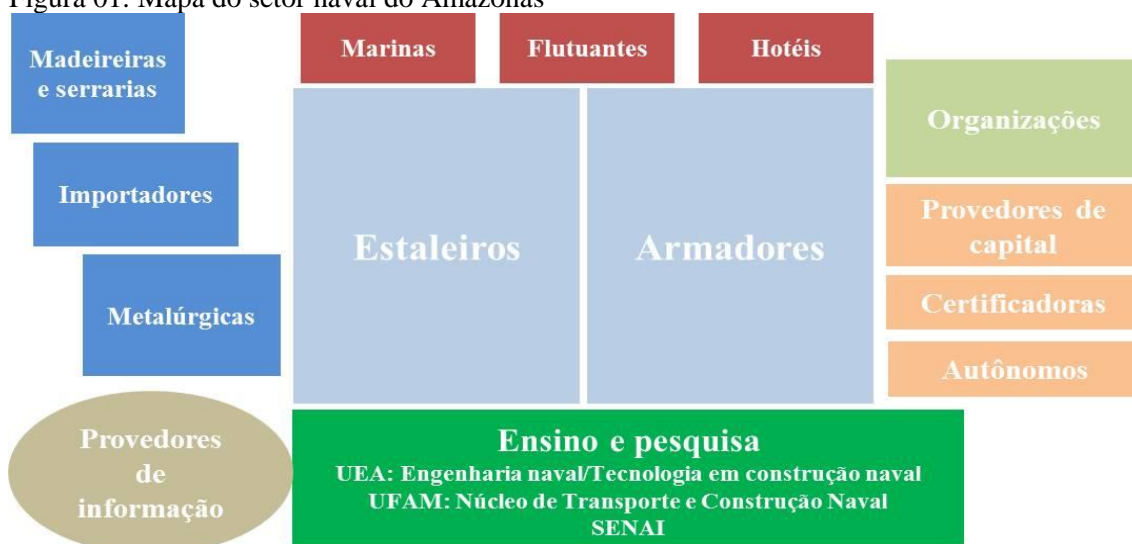 Figura 01: Mapa do setor naval do Amazonas
Madeireiras
e serrarias
Importadores
Metalúrgicas
Provedores
de
informação
Marinas
Flutuantes
Hotéis
Estaleiros
Armadores
Ensino e pesquisa
UEA: Engenharia naval/Tecnologia em construção naval
UFAM: Núcleo de Transporte e Construção Naval
SENAI
Organizações
Provedores de
capital
Certificadoras
Autônomos